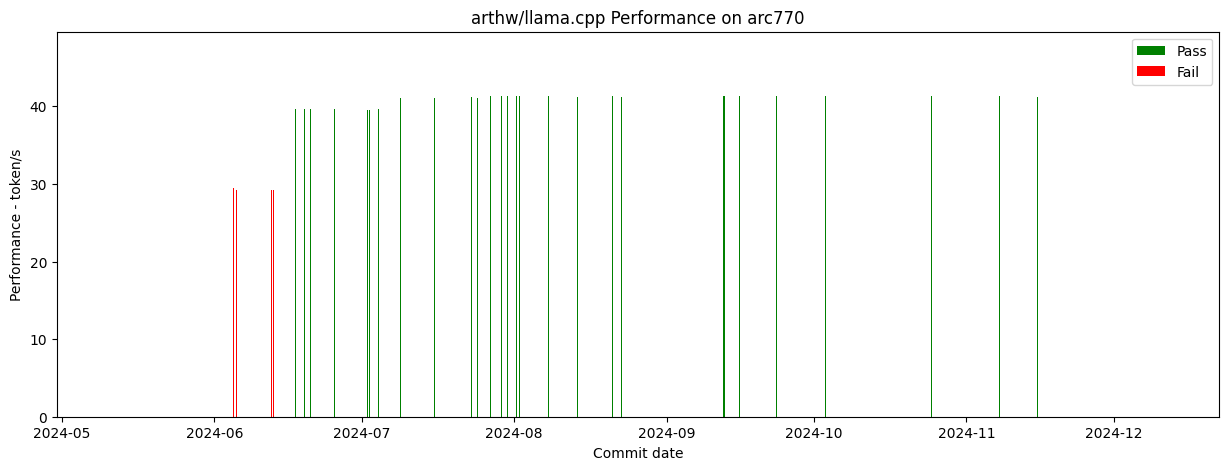 arthw/llama.cpp Performance on arc770
Pass
Fail
Performance - token/s
40
30
20
10
0
2024-05
2024-06
2024-07
2024-08
2024-09
2024-10
2024-11
2024-12
Commit date